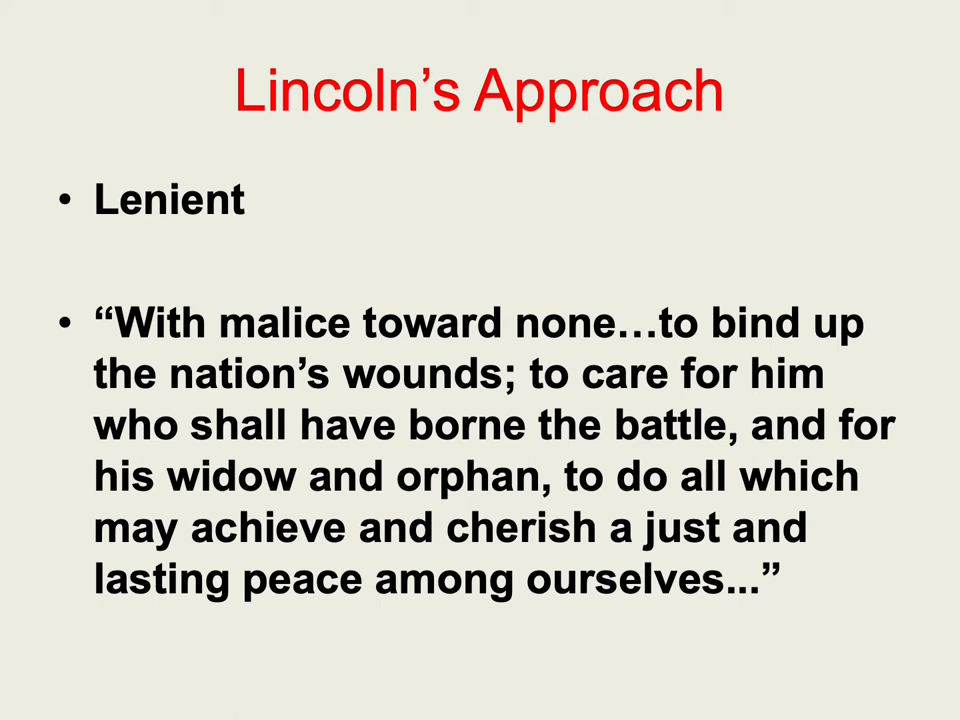 Lincoln’s Approach
• Lenient
• “With malice toward none…to bind up
the nation’s wounds; to care for him
who shall have borne the battle, and for
his widow and orphan, to do all which
may achieve and cherish a just and
lasting peace among ourselves...”